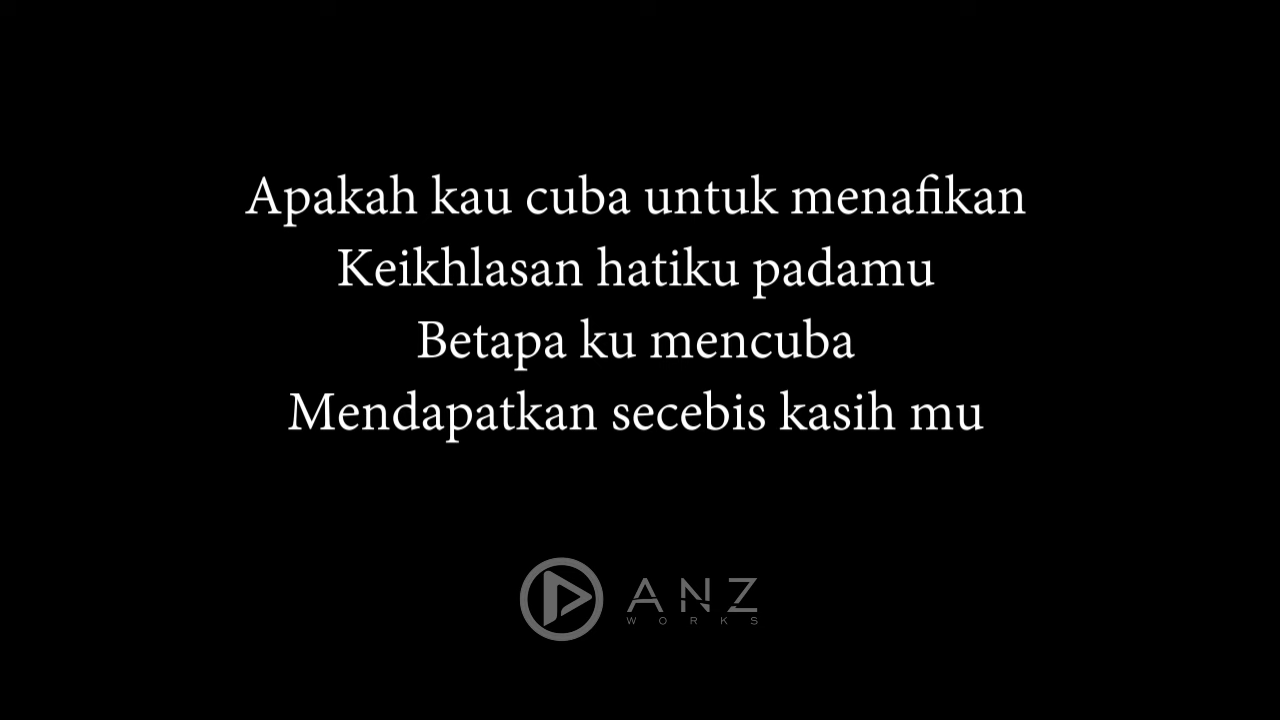 Apakah kau cuba untuk menafikan
Keikhlasan hatiku padamu
Betapa ku mencuba
Mendapatkan secebis kasih mu
ANZ
WORKS